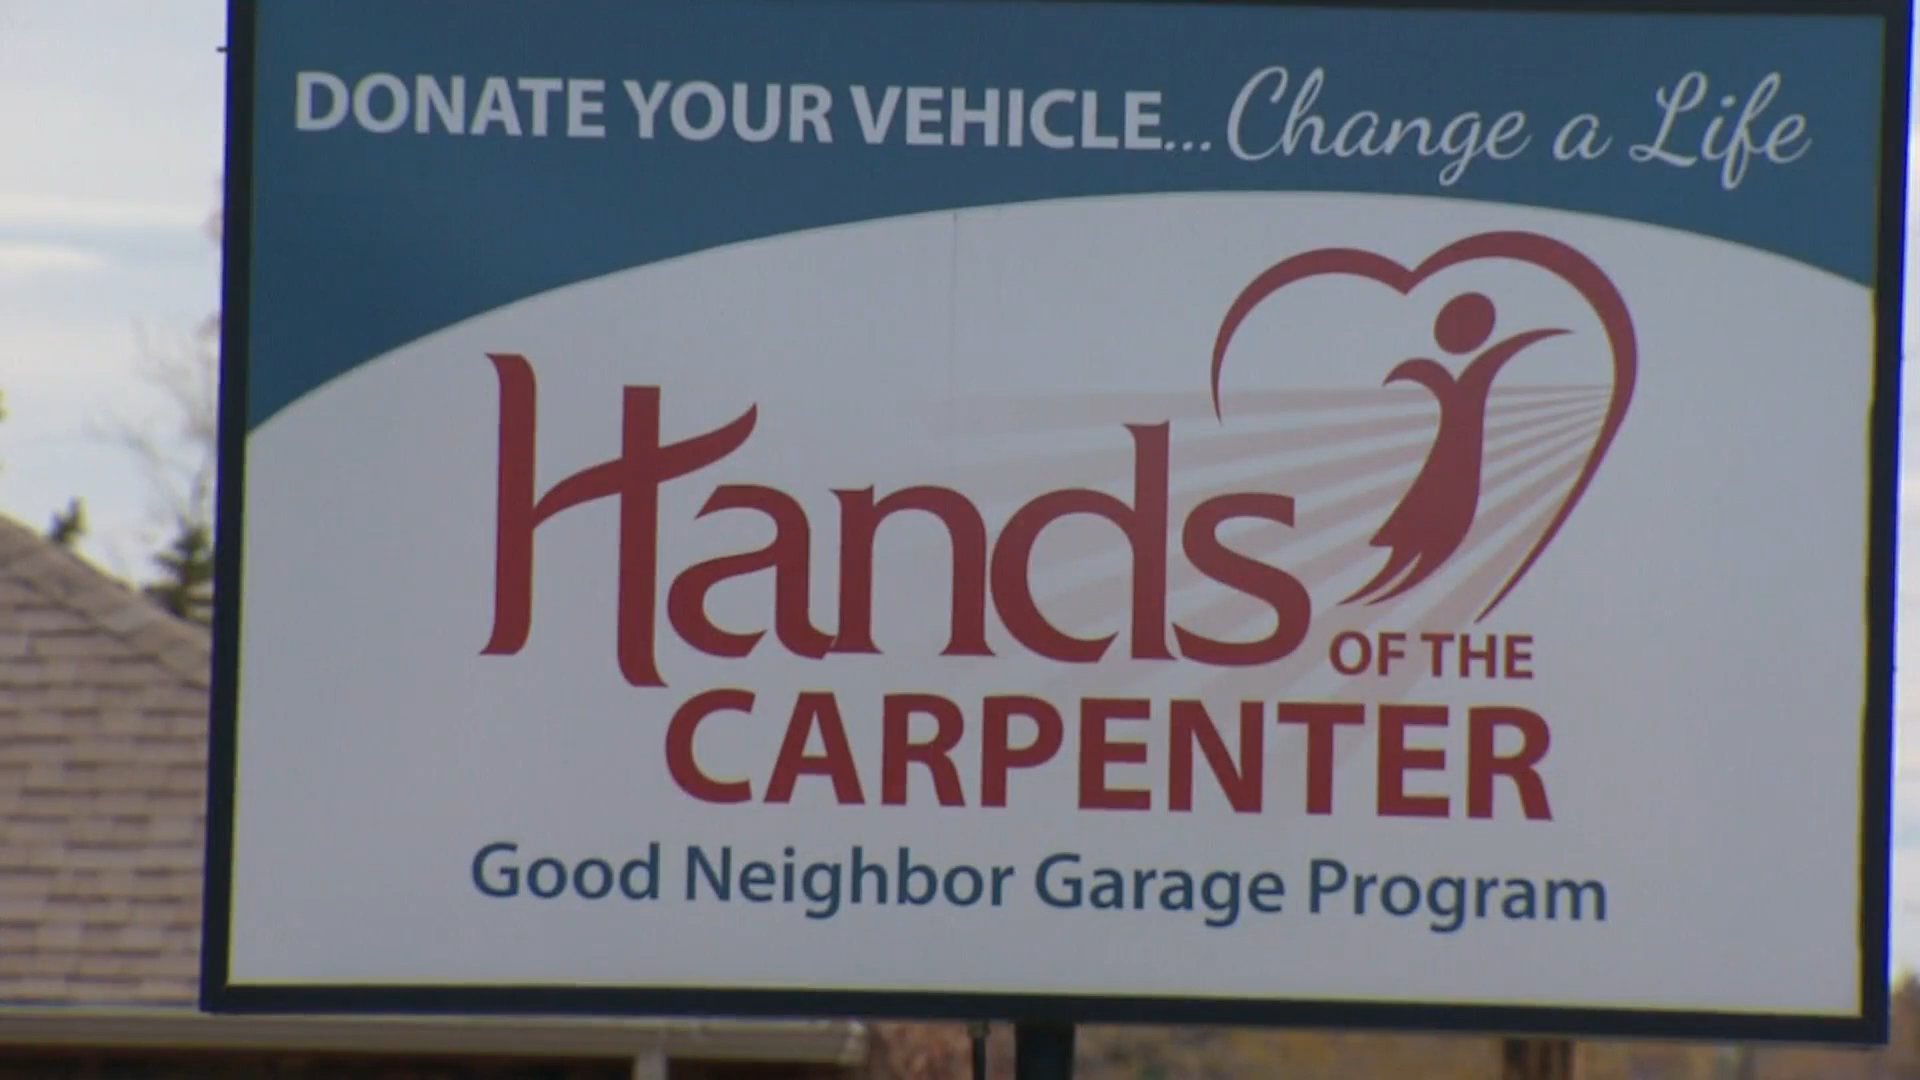 DONATE YOUR VEHICLE... Change a Life
Hands
OF THE
CARPENTER
Good Neighbor Garage Program